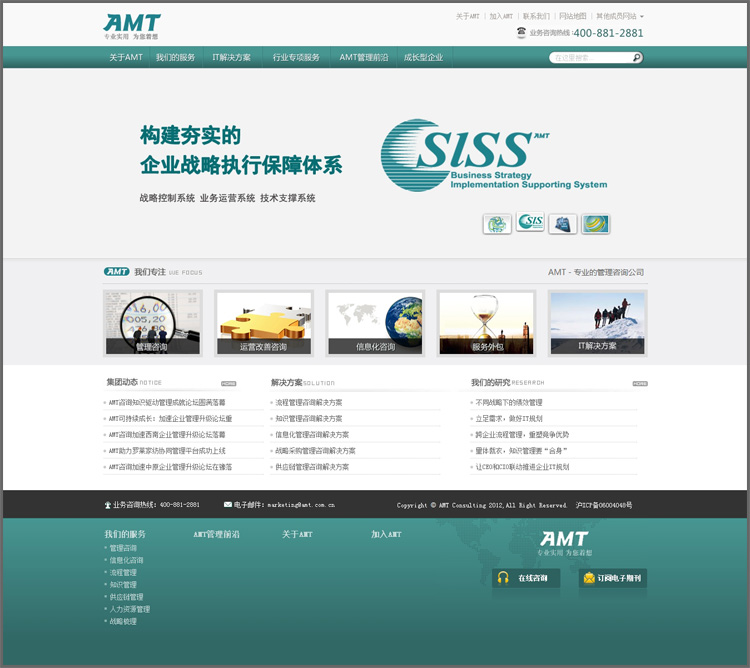 AMT
专业实用 为您着想
关于AMT | 加入AMT | 联系我们 | 网站地图 | 其他成员网站
业务咨询热线:400-881-2881
关于AMT 我们的服务 IT解决方案 行业专项服务 AMT管理前沿 成长型企业
构建夯实的
企业战略执行保障体系
战略控制系统 业务运营系统 技术支撑系统
SISS AMT
Business Strategy
Implementation Supporting System
SISS
AMT 我们专注 WE FOCUS
AMT - 专业的管理咨询公司
管理咨询 运营改善咨询 信息化咨询 服务外包 IT解决方案
集团动态 NOTICE MORE
AMT咨询知识驱动管理成就论坛圆满落幕
AMT可持续成长：加速企业管理升级论坛重
AMT咨询加速西南企业管理升级论坛落幕
AMT助力罗莱家纺协同管理平台成功上线
AMT咨询加速中原企业管理升级论坛在锦落
解决方案 SOLUTION
流程管理咨询解决方案
知识管理咨询解决方案
信息化管理咨询解决方案
战略采购管理咨询解决方案
供应链管理咨询解决方案
我们的研究 RESEARCH MORE
不同战略下的绩效管理
立足需求，做好IT规划
跨企业流程管理，重塑竞争优势
量体裁衣，知识管理要“合身”
让CEO和CIO联动推进企业IT规划
业务咨询热线: 400-881-2881 电子邮件: marketing@amt.com.cn Copyright © AMT Consulting 2012,All Right Reserved. 沪ICP备06004048号
我们的服务
管理咨询
信息化咨询
流程管理
知识管理
供应链管理
人力资源管理
战略梳理
AMT管理前沿
关于AMT
加入AMT
AMT
专业实用 为您着想
在线咨询 订阅电子期刊